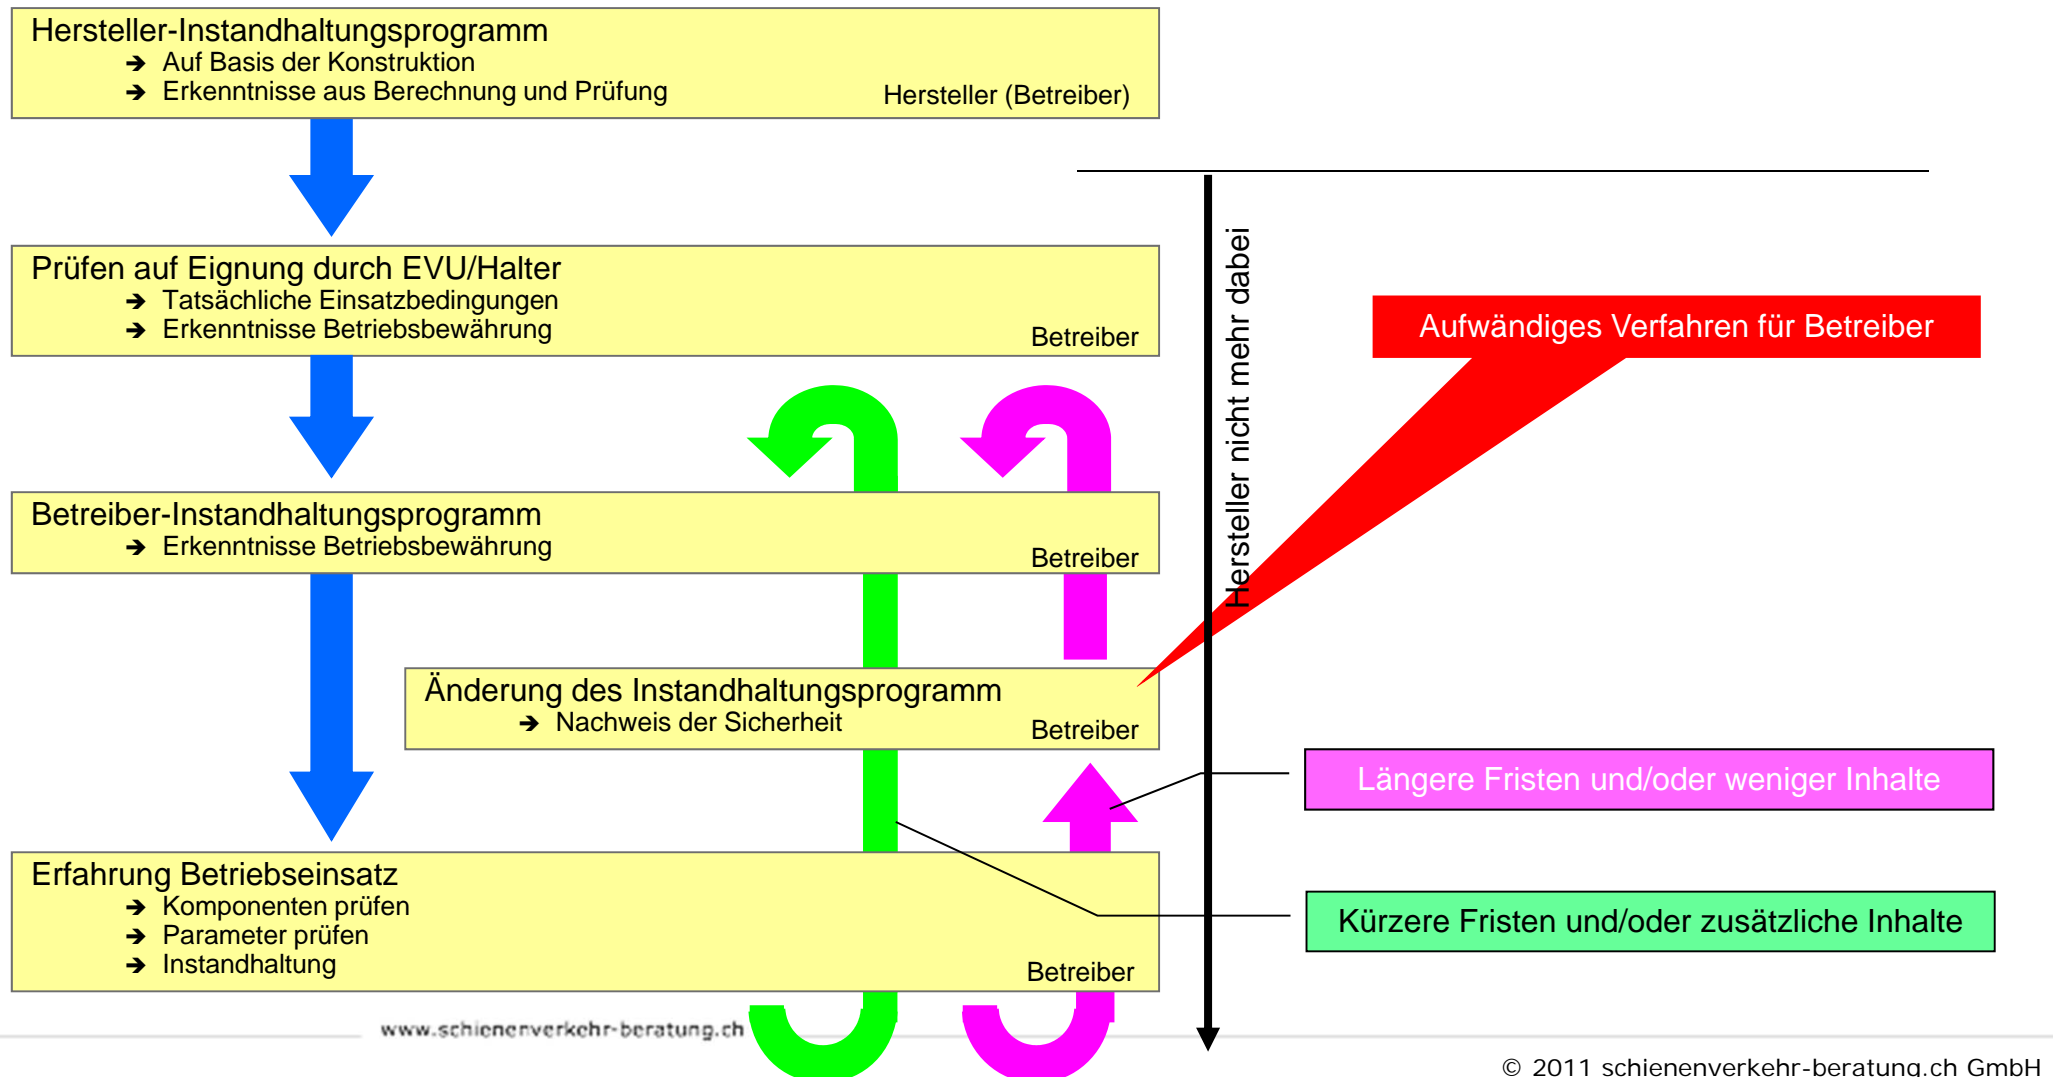 Hersteller-Instandhaltungsprogramm
➔ Auf Basis der Konstruktion
➔ Erkenntnisse aus Berechnung und Prüfung
Hersteller (Betreiber)
Prüfen auf Eignung durch EVU/Halter
➔ Tatsächliche Einsatzbedingungen
➔ Erkenntnisse Betriebsbewährung
Betreiber
Hersteller nicht mehr dabei
Aufwändiges Verfahren für Betreiber
Betreiber-Instandhaltungsprogramm
➔ Erkenntnisse Betriebsbewährung
Betreiber
Änderung des Instandhaltungsprogramm
➔ Nachweis der Sicherheit
Betreiber
Längere Fristen und/oder weniger Inhalte
Erfahrung Betriebseinsatz
➔ Komponenten prüfen
➔ Parameter prüfen
➔ Instandhaltung
Betreiber
Kürzere Fristen und/oder zusätzliche Inhalte
www.schienenverkehr-beratung.ch
© 2011 schienenverkehr-beratung.ch GmbH